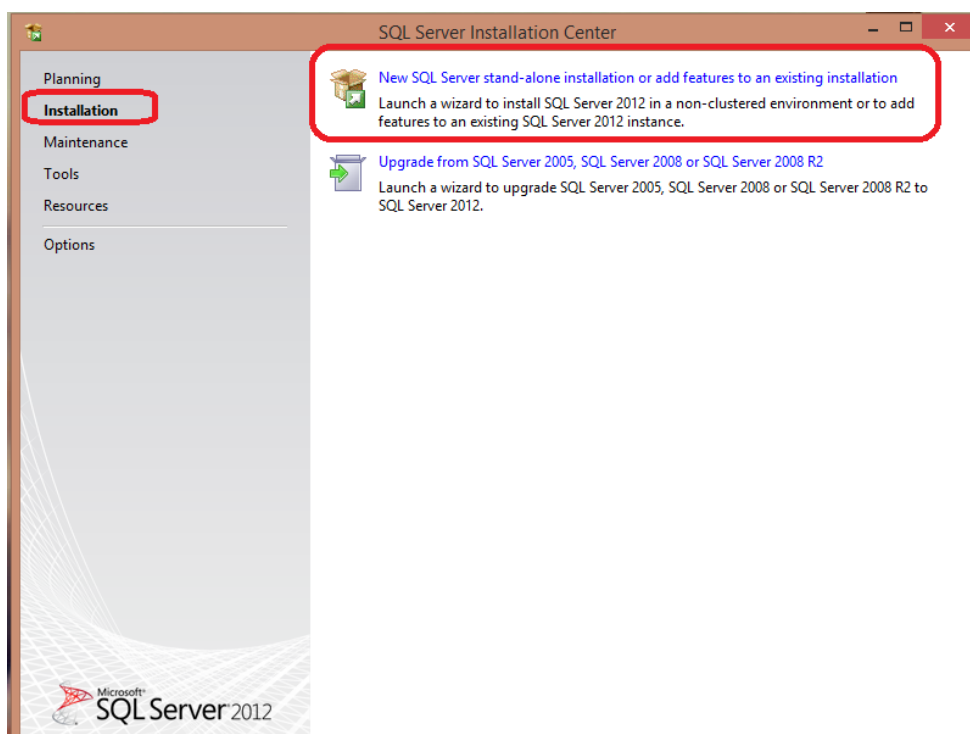 SQL Server Installation Center
Planning
Installation
Maintenance
Tools
Resources
Options
New SQL Server stand-alone installation or add features to an existing installation
Launch a wizard to install SQL Server 2012 in a non-clustered environment or to add
features to an existing SQL Server 2012 instance.
Upgrade from SQL Server 2005, SQL Server 2008 or SQL Server 2008 R2
Launch a wizard to upgrade SQL Server 2005, SQL Server 2008 or SQL Server 2008 R2 to
SQL Server 2012.
Microsoft®
SQL Server 2012